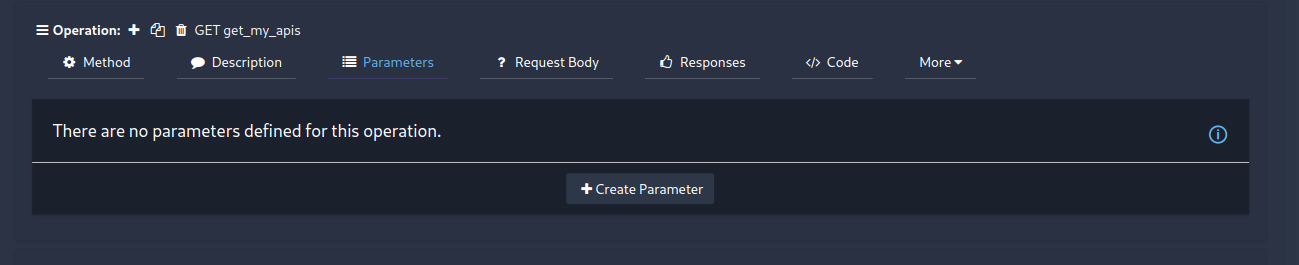 Operation: GET get_my_apis
Method Description Parameters Request Body Responses Code More
There are no parameters defined for this operation.
Create Parameter